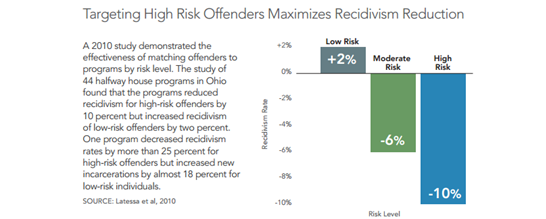 Targeting High Risk Offenders Maximizes Recidivism Reduction
A 2010 study demonstrated the
effectiveness of matching offenders to
programs by risk level. The study of
44 halfway house programs in Ohio
found that the programs reduced
recidivism for high-risk offenders by
10 percent but increased recidivism
of low-risk offenders by two percent.
One program decreased recidivism
rates by more than 25 percent for
high-risk offenders but increased new
incarcerations by almost 18 percent for
low-risk individuals.
SOURCE: Latessa et al, 2010
Recidivism Rate
+2%
0%
-2%
-4%
-6%
-8%
-10%
Low Risk
+2%
Moderate
Risk
-6%
High
Risk
-10%
Risk Level